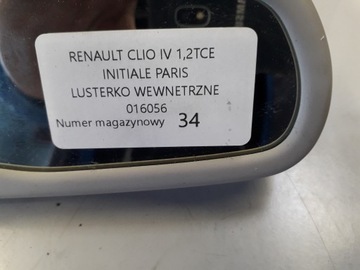 RENAULT CLIO IV 1,2TCE
INITIALE PARIS
LUSTERKO WEWNETRZNE
016056
Numer magazynowy 34